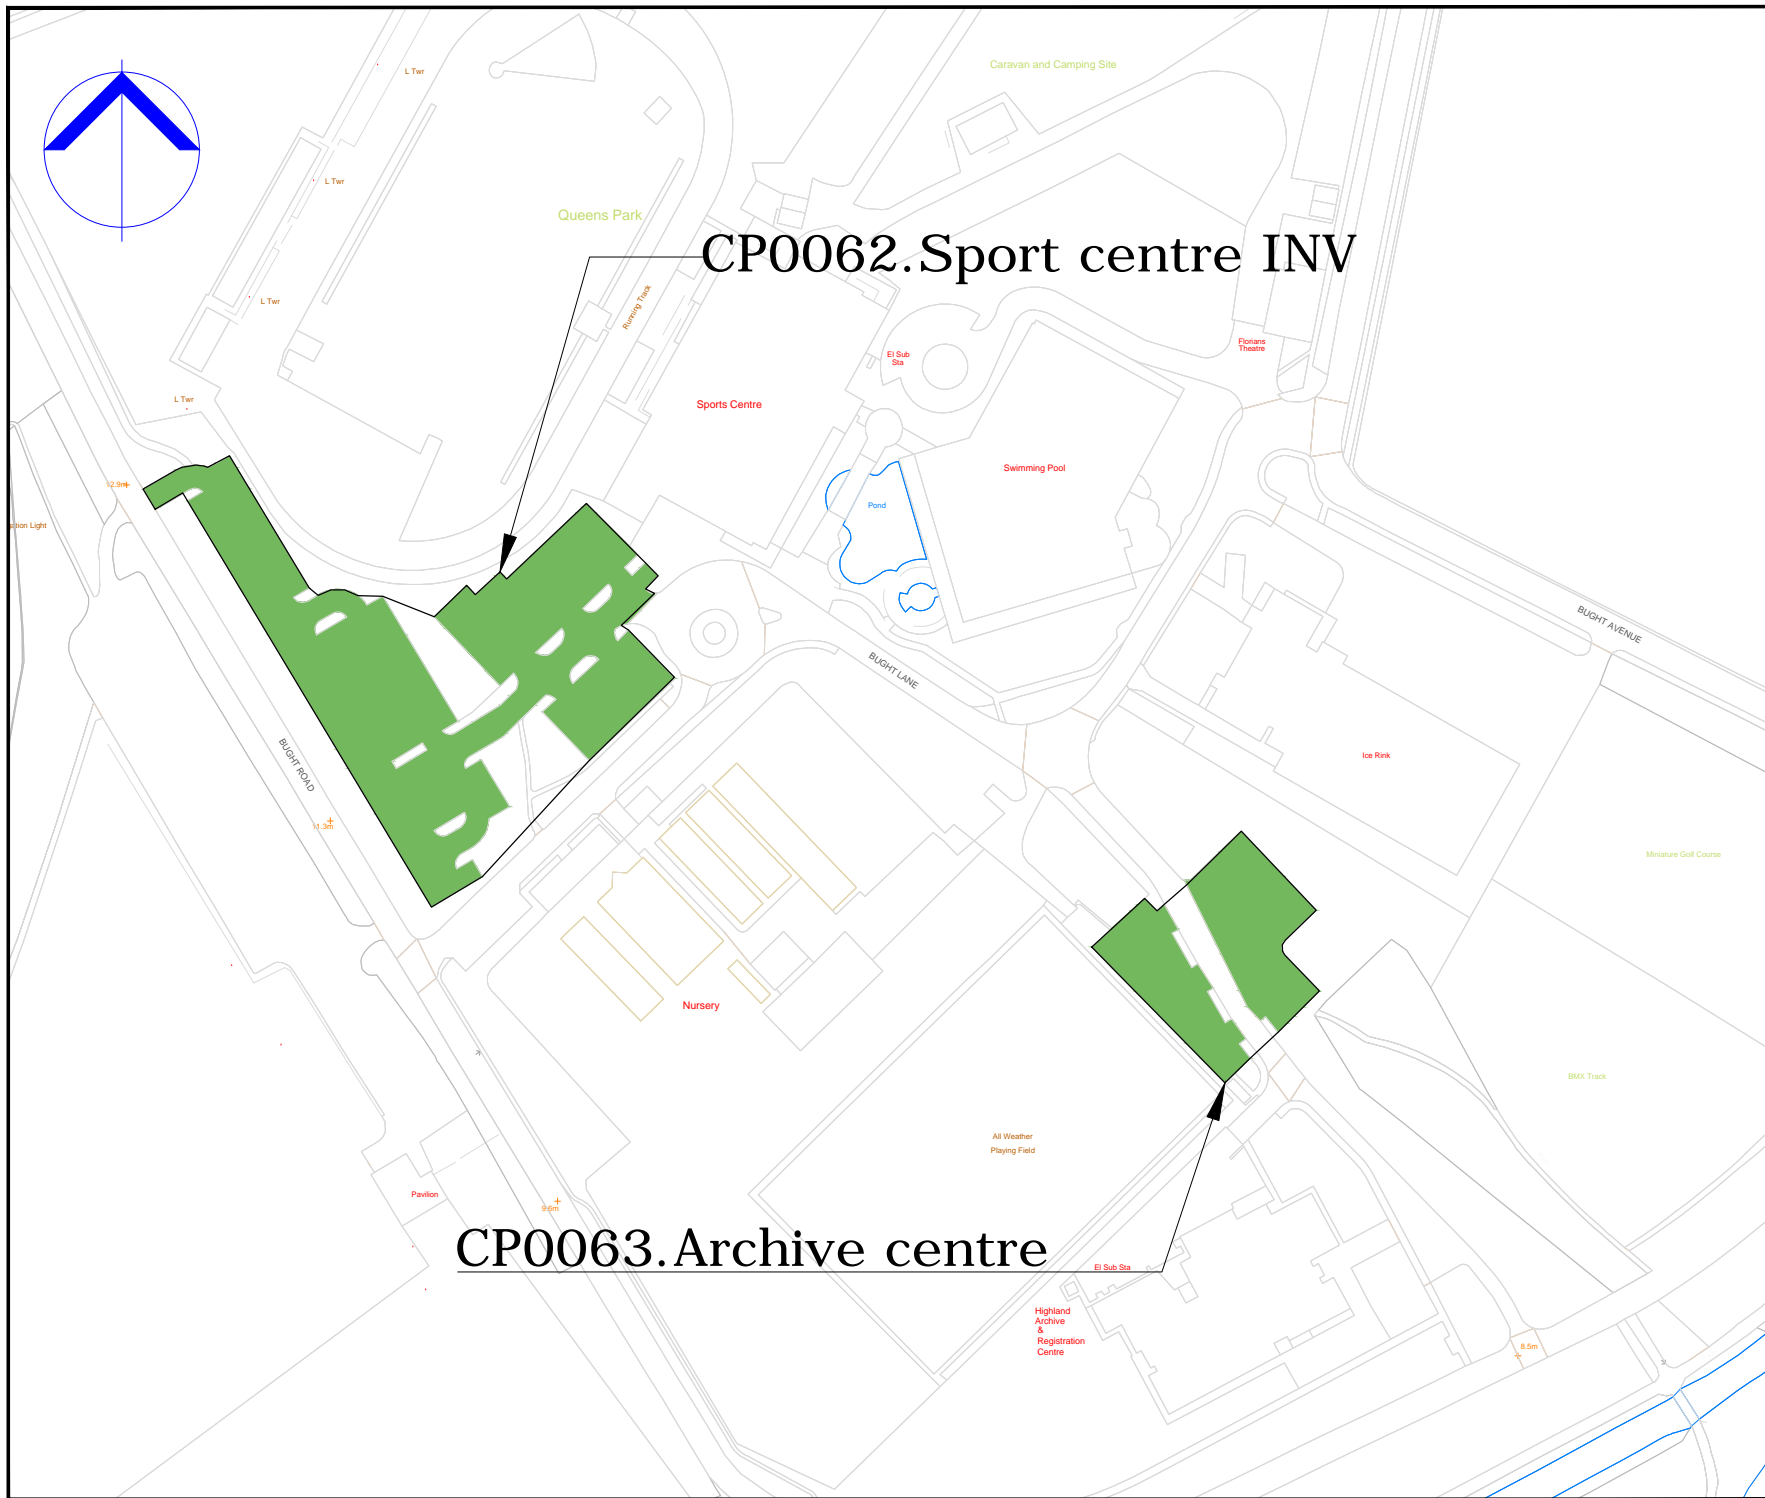 Caravan and Camping Site
L Twr
L Twr
Queens Park
CP0062.Sport centre INV
L Twr
Running Track
Florians
Theatre
El Sub
Sta
L Twr
Sports Centre
Swimming Pool
12.9m
Pond
BUGHT AVENUE
BUGHT LANE
BUGHT ROAD
Ice Rink
11.3m
Miniature Golf Course
Nursery
BMX Track
All Weather
Playing Field
Pavilion
9.6m
CP0063.Archive centre
El Sub Sta
Highland
Archive
&
Registration
Centre
8.5m